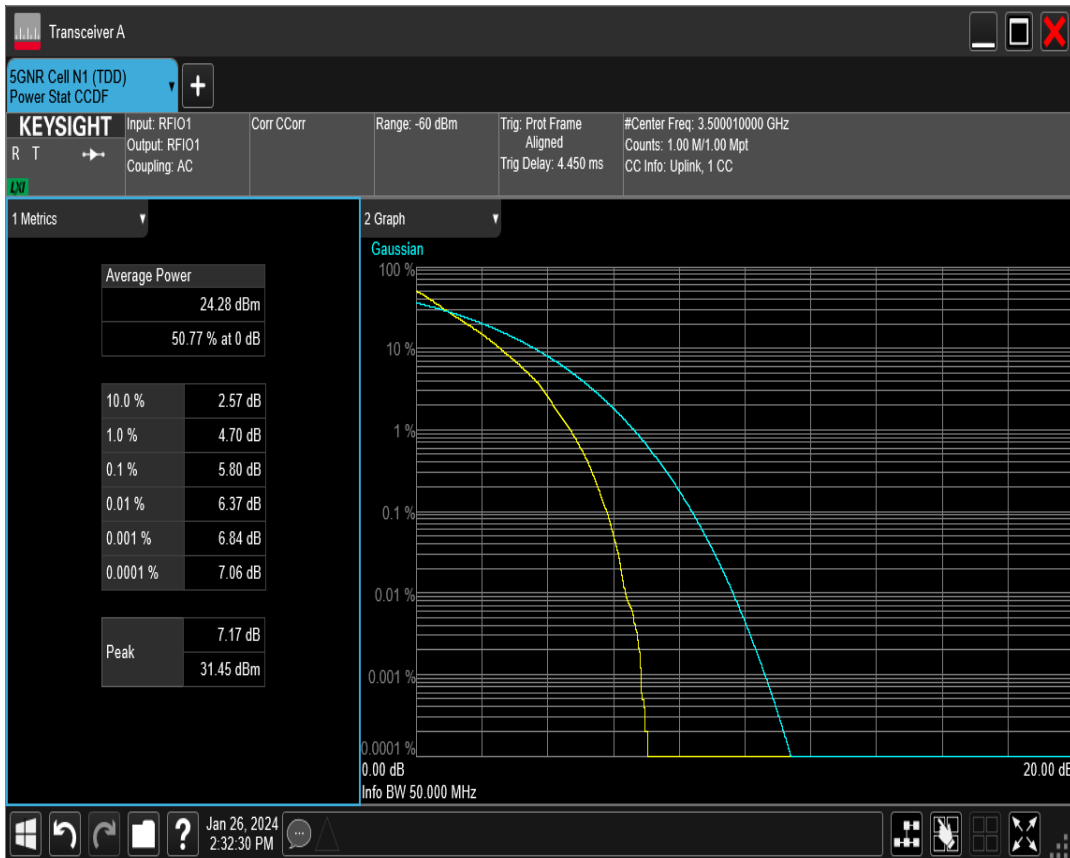 Transceiver A
5GNR Cell N1 (TDD)
Power Stat CCDF
+
KEYSIGHT
R T
LXI
Input: RFIO1
Output: RFIO1
Coupling: AC
Corr CCorr
Range: -60 dBm
Trig: Prot Frame
Aligned
Trig Delay: 4.450 ms
#Center Freq: 3.500010000 GHz
Counts: 1.00 M/1.00 Mpt
CC Info: Uplink, 1 CC
1 Metrics
Average Power
24.28 dBm
50.77 % at 0 dB
10.0 % 2.57 dB
1.0 % 4.70 dB
0.1 % 5.80 dB
0.01 % 6.37 dB
0.001 % 6.84 dB
0.0001 % 7.06 dB
Peak 7.17 dB
31.45 dBm
2 Graph
Gaussian
100 %
10 %
1 %
0.1 %
0.01 %
0.001 %
0.0001 %
0.00 dB 20.00 dB
Info BW 50.000 MHz
?
Jan 26, 2024
2:32:30 PM